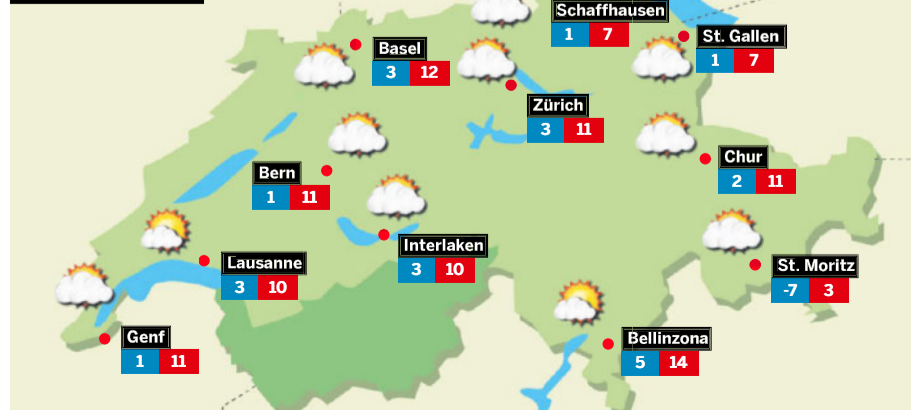 Schaffhausen
1 7
Basel
3 12
St. Gallen
1 7
Zürich
3 11
Chur
2 11
Bern
1 11
Interlaken
3 10
Lausanne
3 10
St. Moritz
-7 3
Genf
1 11
Bellinzona
5 14